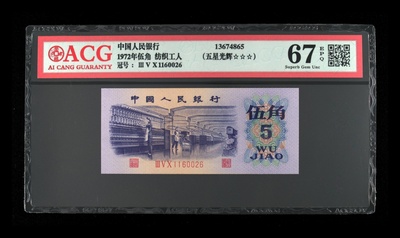 ACG
AI CANG GUARANTY
中国人民银行
1972年伍角 纺织工人
冠号：ⅢⅤⅩ1160026
13674865
(五星光辉☆☆☆)
67 EPQ
Superb Gem Unc
中国人民银行
伍角
5
WU
JIAO
ⅢⅤⅩ1160026